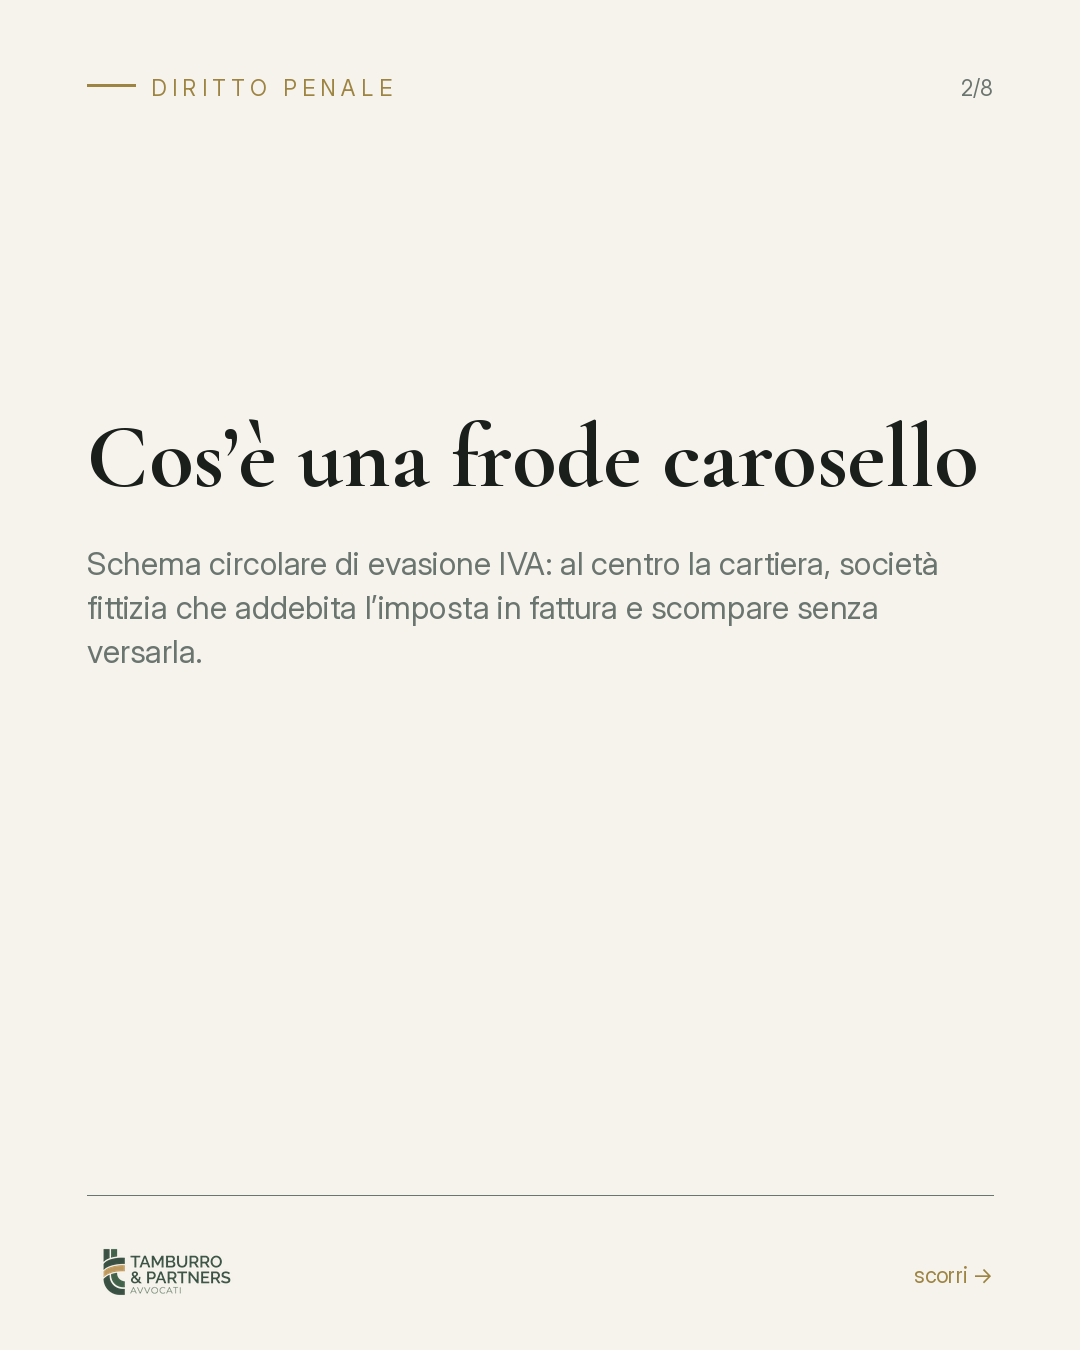 DIRITTO PENALE
2/8
Cos’è una frode carosello
Schema circolare di evasione IVA: al centro la cartiera, società
fittizia che addebita l’imposta in fattura e scompare senza
versarla.
TAMBURRO
& PARTNERS
AVVOCATI
scorri →